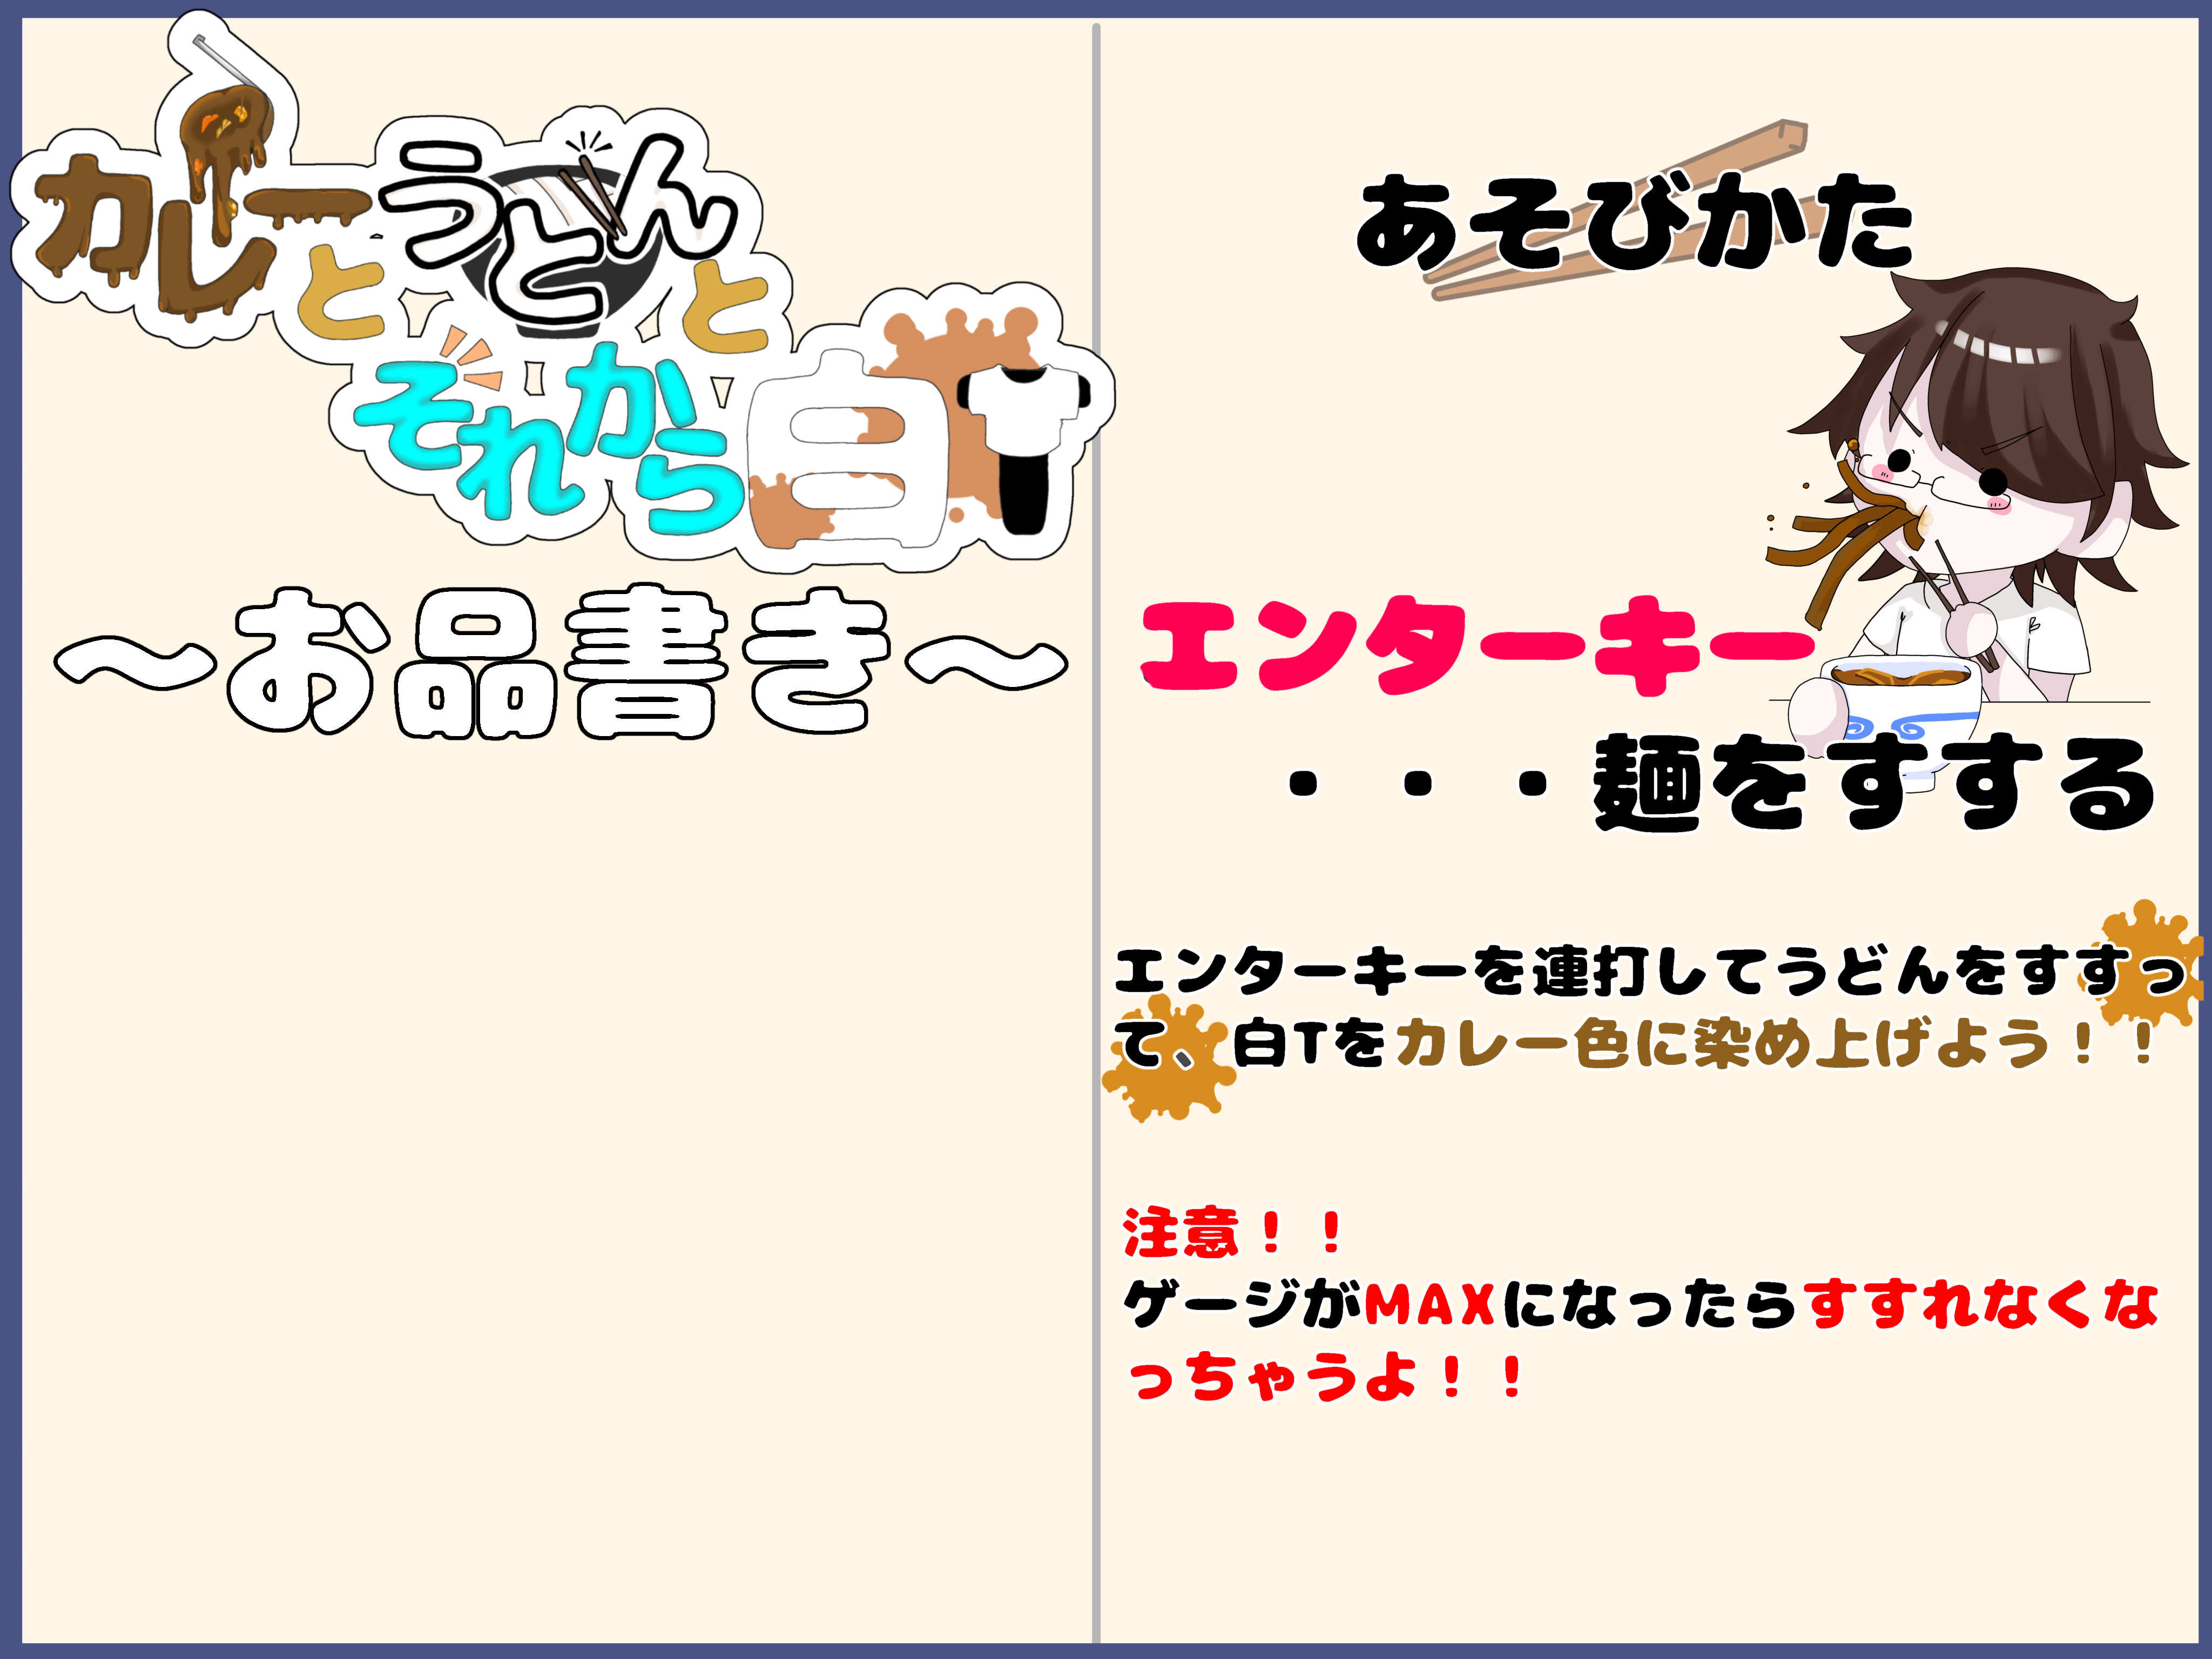 カレーと
うどんと
それから
白T
～お品書き～
あそびかた
エンターキー
・・・麺をすする
エンターキーを連打してうどんをすすっ
て、白Tをカレー色に染め上げよう！！
注意！！
ゲージがMAXになったらすすれなくな
っちゃうよ！！